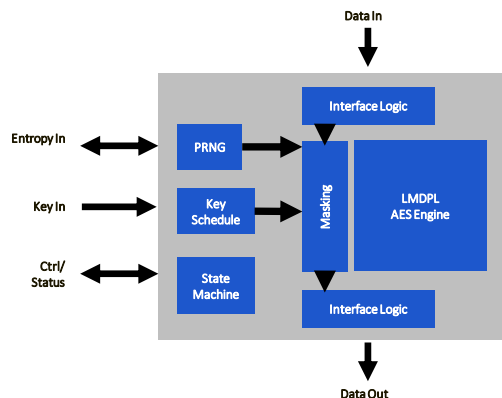 Data In
Interface Logic
Entropy In
PRNG
Key In
Key
Schedule
Masking
LMDPL
AES Engine
Ctrl/
Status
State
Machine
Interface Logic
Data Out